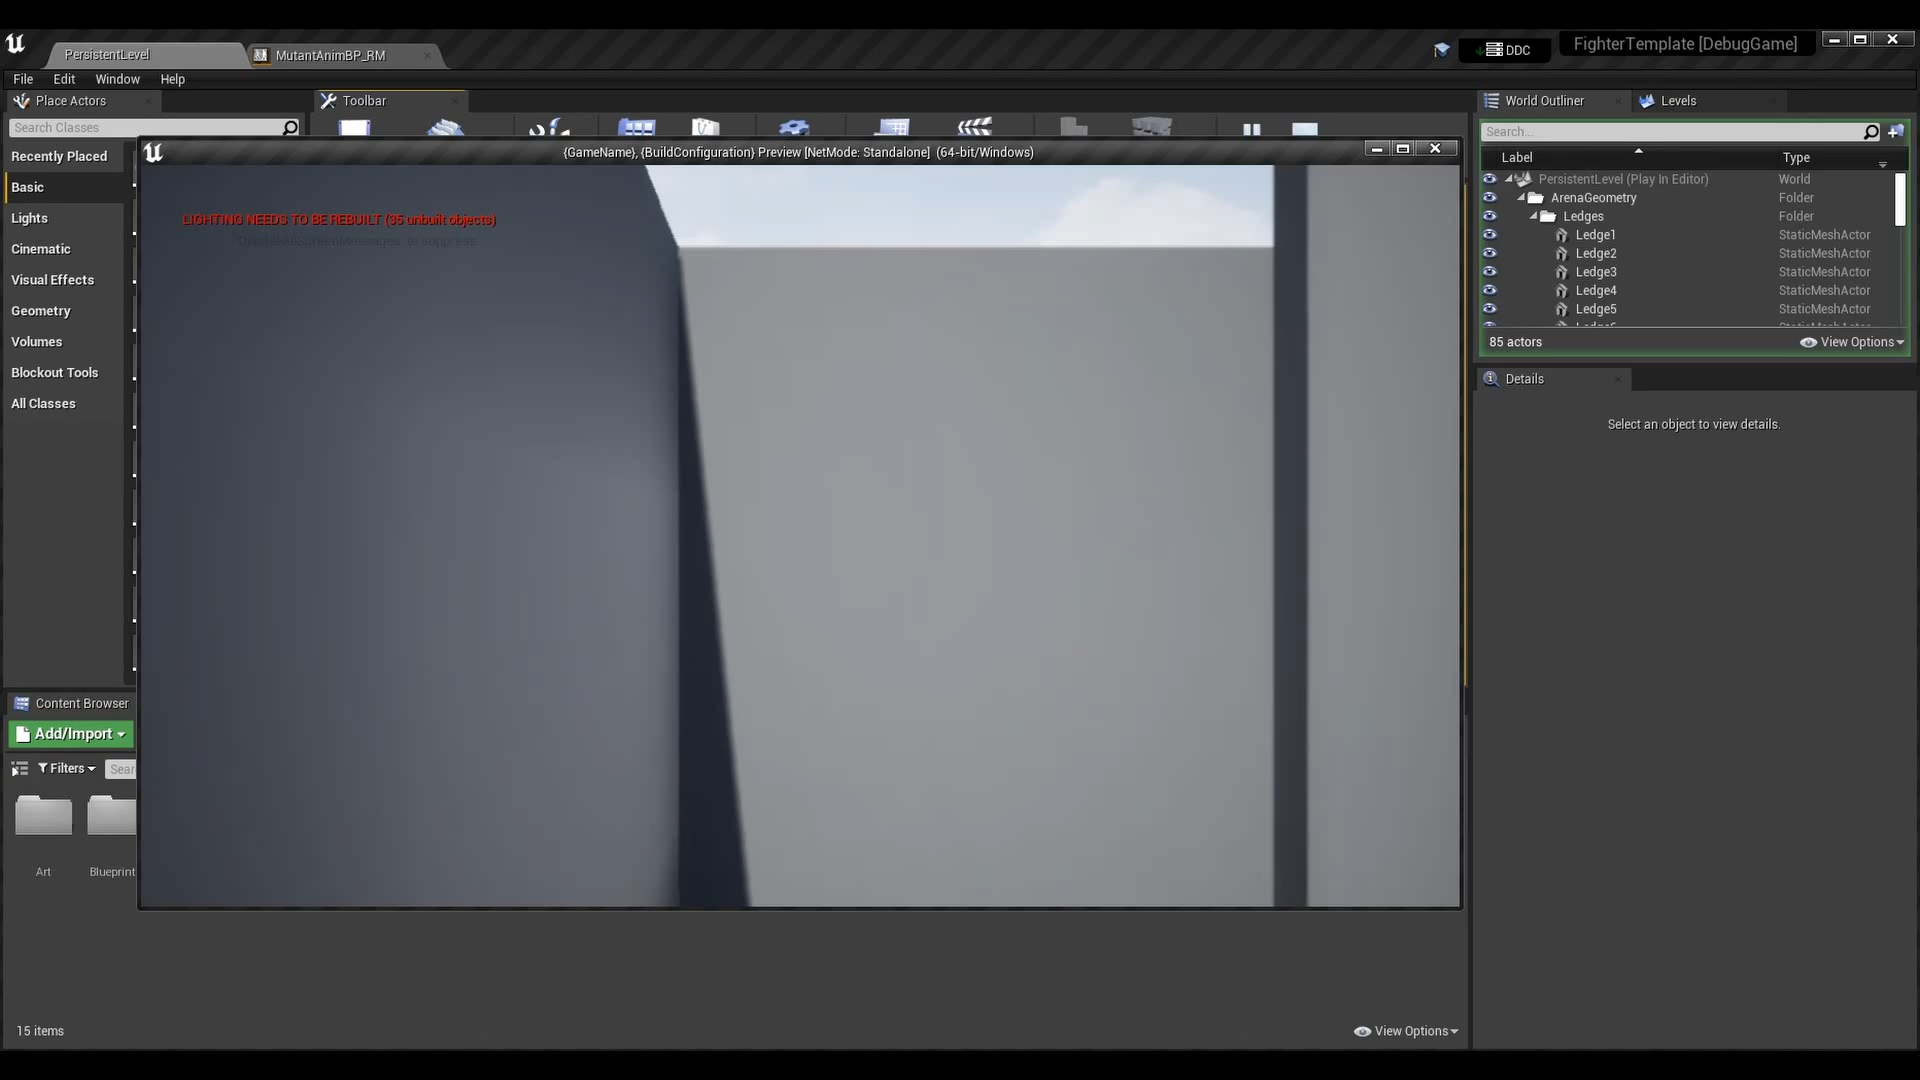 PersistentLevel
MutantAnimBP_RM
DDC
FighterTemplate [DebugGame]
File Edit Window Help
Place Actors
Toolbar
World Outliner
Levels
Search Classes
Search...
Recently Placed
Basic
Lights
Cinematic
Visual Effects
Geometry
Volumes
Blockout Tools
All Classes
{GameName}, {BuildConfiguration} Preview [NetMode: Standalone] (64-bit/Windows)
LIGHTING NEEDS TO BE REBUILT (35 unbuilt objects)
'DisableAllScreenMessages' to suppress
Label Type
PersistentLevel (Play In Editor) World
ArenaGeometry Folder
Ledges Folder
Ledge1 StaticMeshActor
Ledge2 StaticMeshActor
Ledge3 StaticMeshActor
Ledge4 StaticMeshActor
Ledge5 StaticMeshActor
85 actors
View Options
Details
Select an object to view details.
Content Browser
Add/Import
Filters
Sear
Art
Blueprint
15 items
View Options